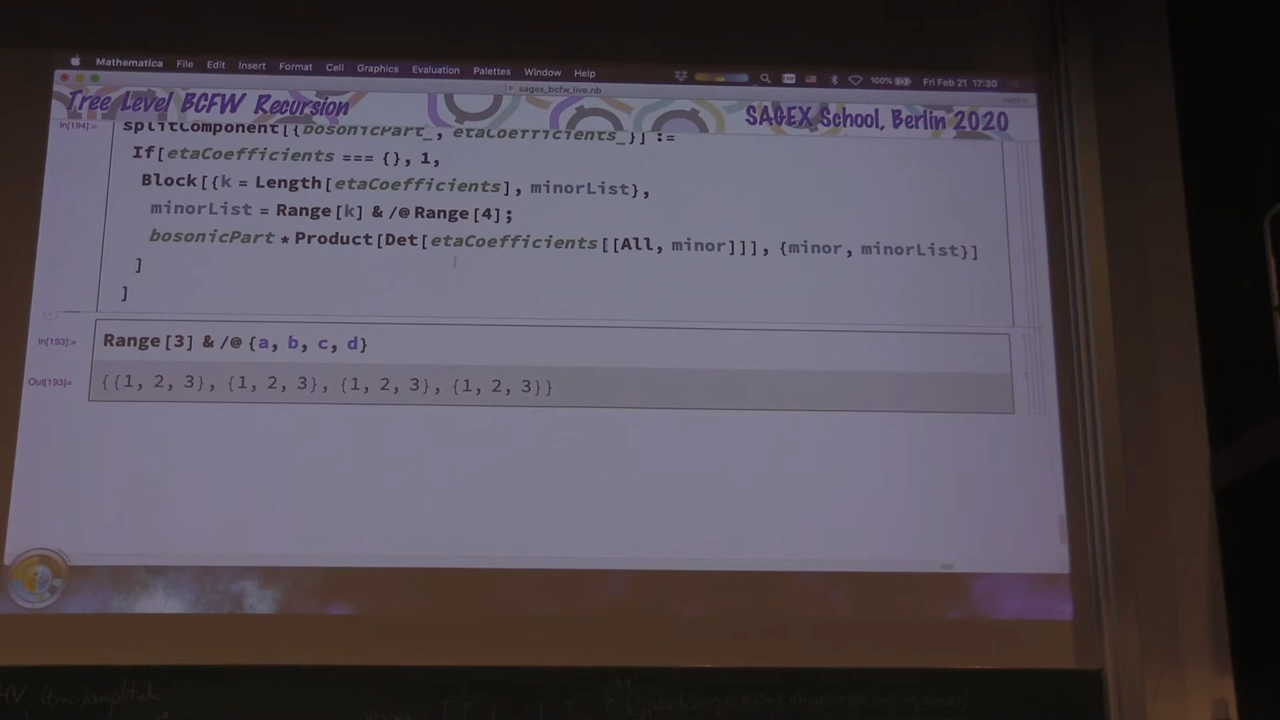 Mathematica File Edit Insert Format Cell Graphics Evaluation Palettes Window Help 100% Fri Feb 21 17:30
sagex_bcfw_live.nb
Tree Level BCFW Recursion
SAGEX School, Berlin 2020
In[194]:= splitComponent[{bosonicPart_, etaCoefficients_}] :=
If[etaCoefficients === {}, 1,
Block[{k = Length[etaCoefficients], minorList},
minorList = Range[k] & /@ Range[4];
bosonicPart * Product[Det[etaCoefficients[[All, minor]]], {minor, minorList}]
]
]
In[193]:= Range[3] & /@ {a, b, c, d}
Out[193]= {{1, 2, 3}, {1, 2, 3}, {1, 2, 3}, {1, 2, 3}}